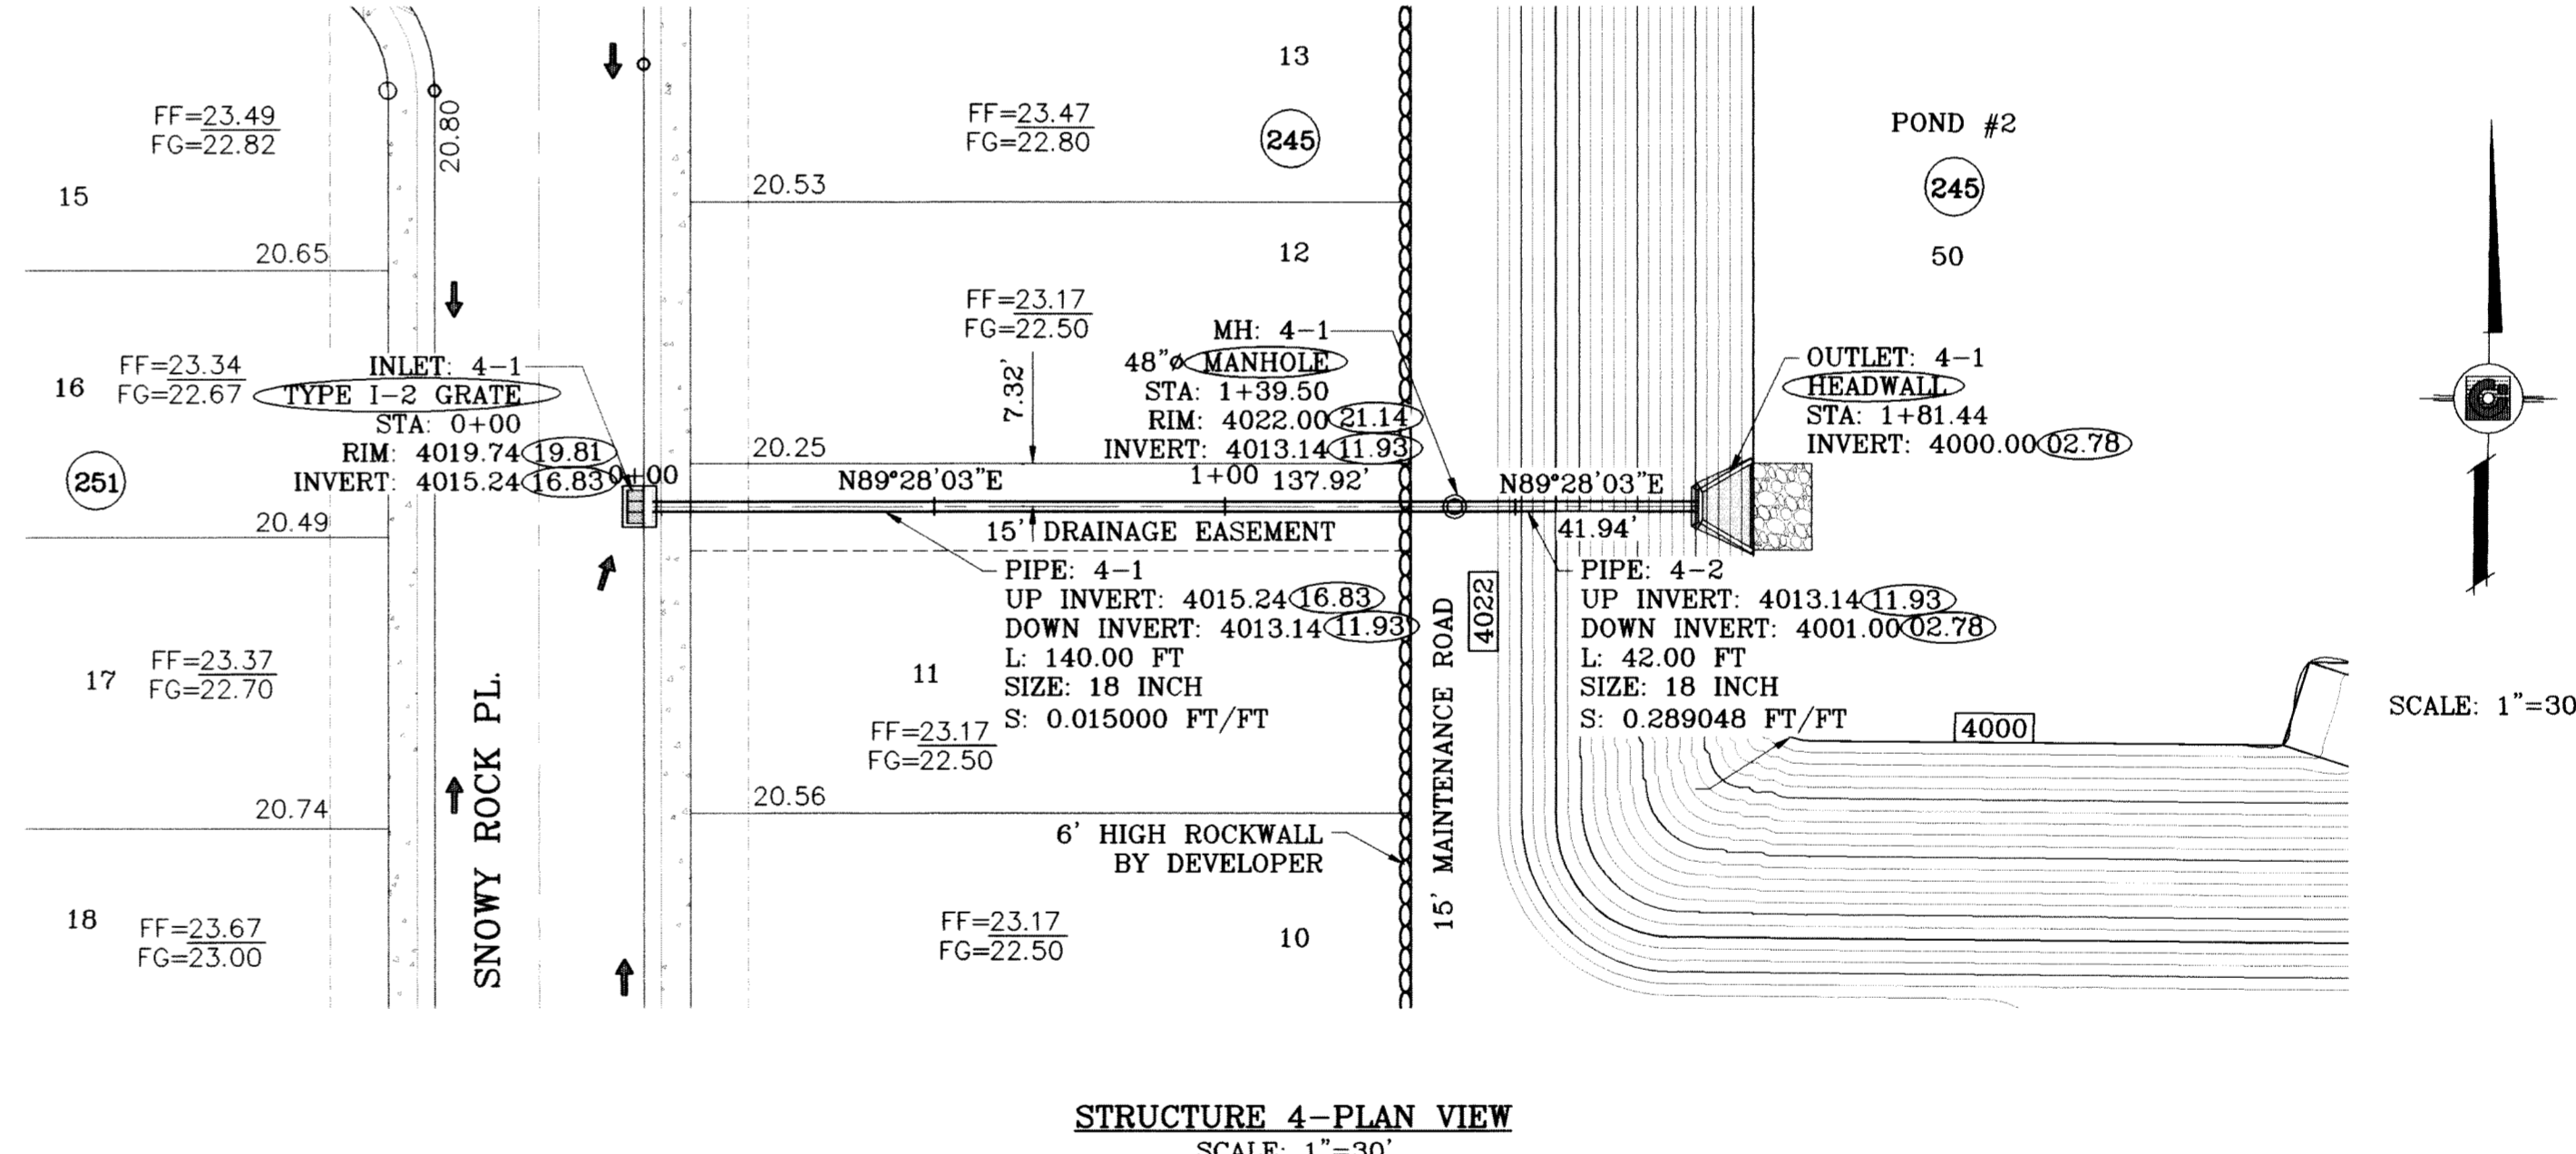 13
FF=23.49
FG=22.82
20.80
FF=23.47
FG=22.80
245
POND #2
245
50
15
20.53
20.65
12
FF=23.17
FG=22.50
7.32'
16
FF=23.34
FG=22.67
INLET: 4-1
TYPE I-2 GRATE
STA: 0+00
RIM: 4019.74 19.81
INVERT: 4015.24 16.83
0+00
MH: 4-1
48"ø MANHOLE
STA: 1+39.50
RIM: 4022.00 21.14
INVERT: 4013.14 11.93
OUTLET: 4-1
HEADWALL
STA: 1+81.44
INVERT: 4000.00 02.78
251
20.25
N89°28'03"E
1+00 137.92'
N89°28'03"E
41.94'
20.49
15' DRAINAGE EASEMENT
PIPE: 4-1
UP INVERT: 4015.24 16.83
DOWN INVERT: 4013.14 11.93
L: 140.00 FT
SIZE: 18 INCH
S: 0.015000 FT/FT
PIPE: 4-2
UP INVERT: 4013.14 11.93
DOWN INVERT: 4001.00 02.78
L: 42.00 FT
SIZE: 18 INCH
S: 0.289048 FT/FT
4022
15' MAINTENANCE ROAD
17
FF=23.37
FG=22.70
SNOWY ROCK PL.
11
FF=23.17
FG=22.50
4000
SCALE: 1"=30
20.74
20.56
6' HIGH ROCKWALL
BY DEVELOPER
18
FF=23.67
FG=23.00
FF=23.17
FG=22.50
10
STRUCTURE 4-PLAN VIEW
SCALE: 1"=30'